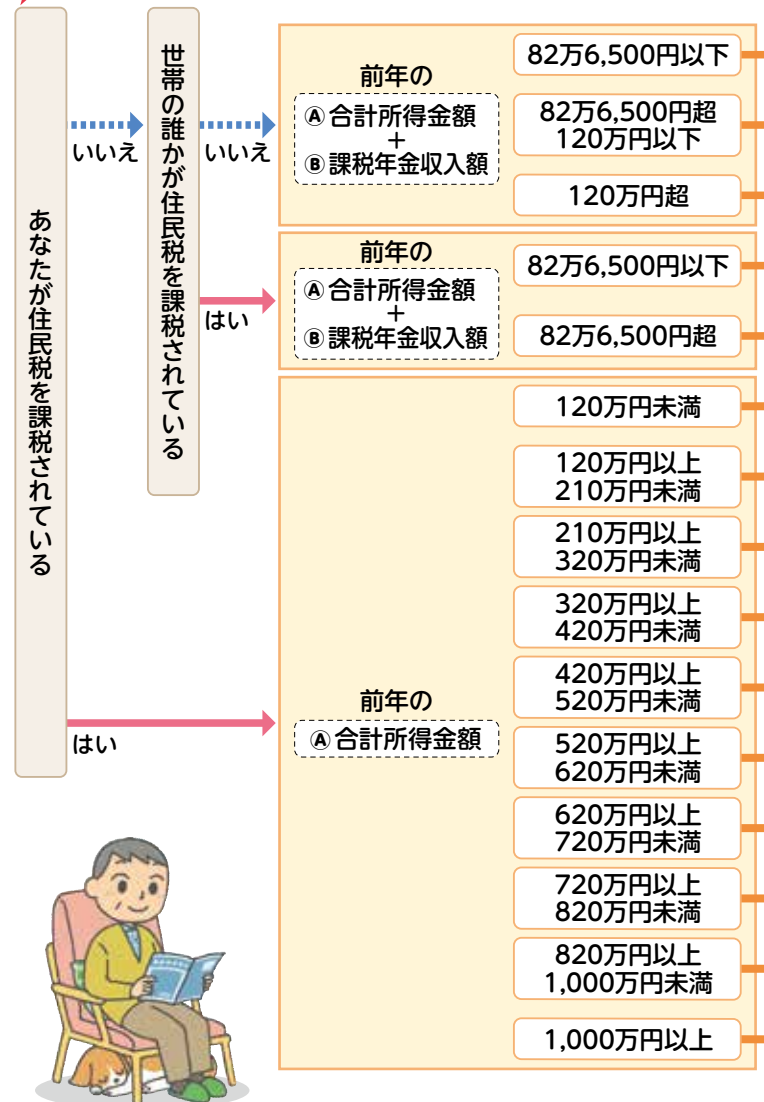 あなたが住民税を課税されている
いいえ
世帯の誰かが住民税を課税されている
いいえ
前年の
Ⓐ合計所得金額
+
Ⓑ課税年金収入額
82万6,500円以下
82万6,500円超
120万円以下
120万円超
はい
前年の
Ⓐ合計所得金額
+
Ⓑ課税年金収入額
82万6,500円以下
82万6,500円超
はい
前年の
Ⓐ合計所得金額
120万円未満
120万円以上
210万円未満
210万円以上
320万円未満
320万円以上
420万円未満
420万円以上
520万円未満
520万円以上
620万円未満
620万円以上
720万円未満
720万円以上
820万円未満
820万円以上
1,000万円未満
1,000万円以上